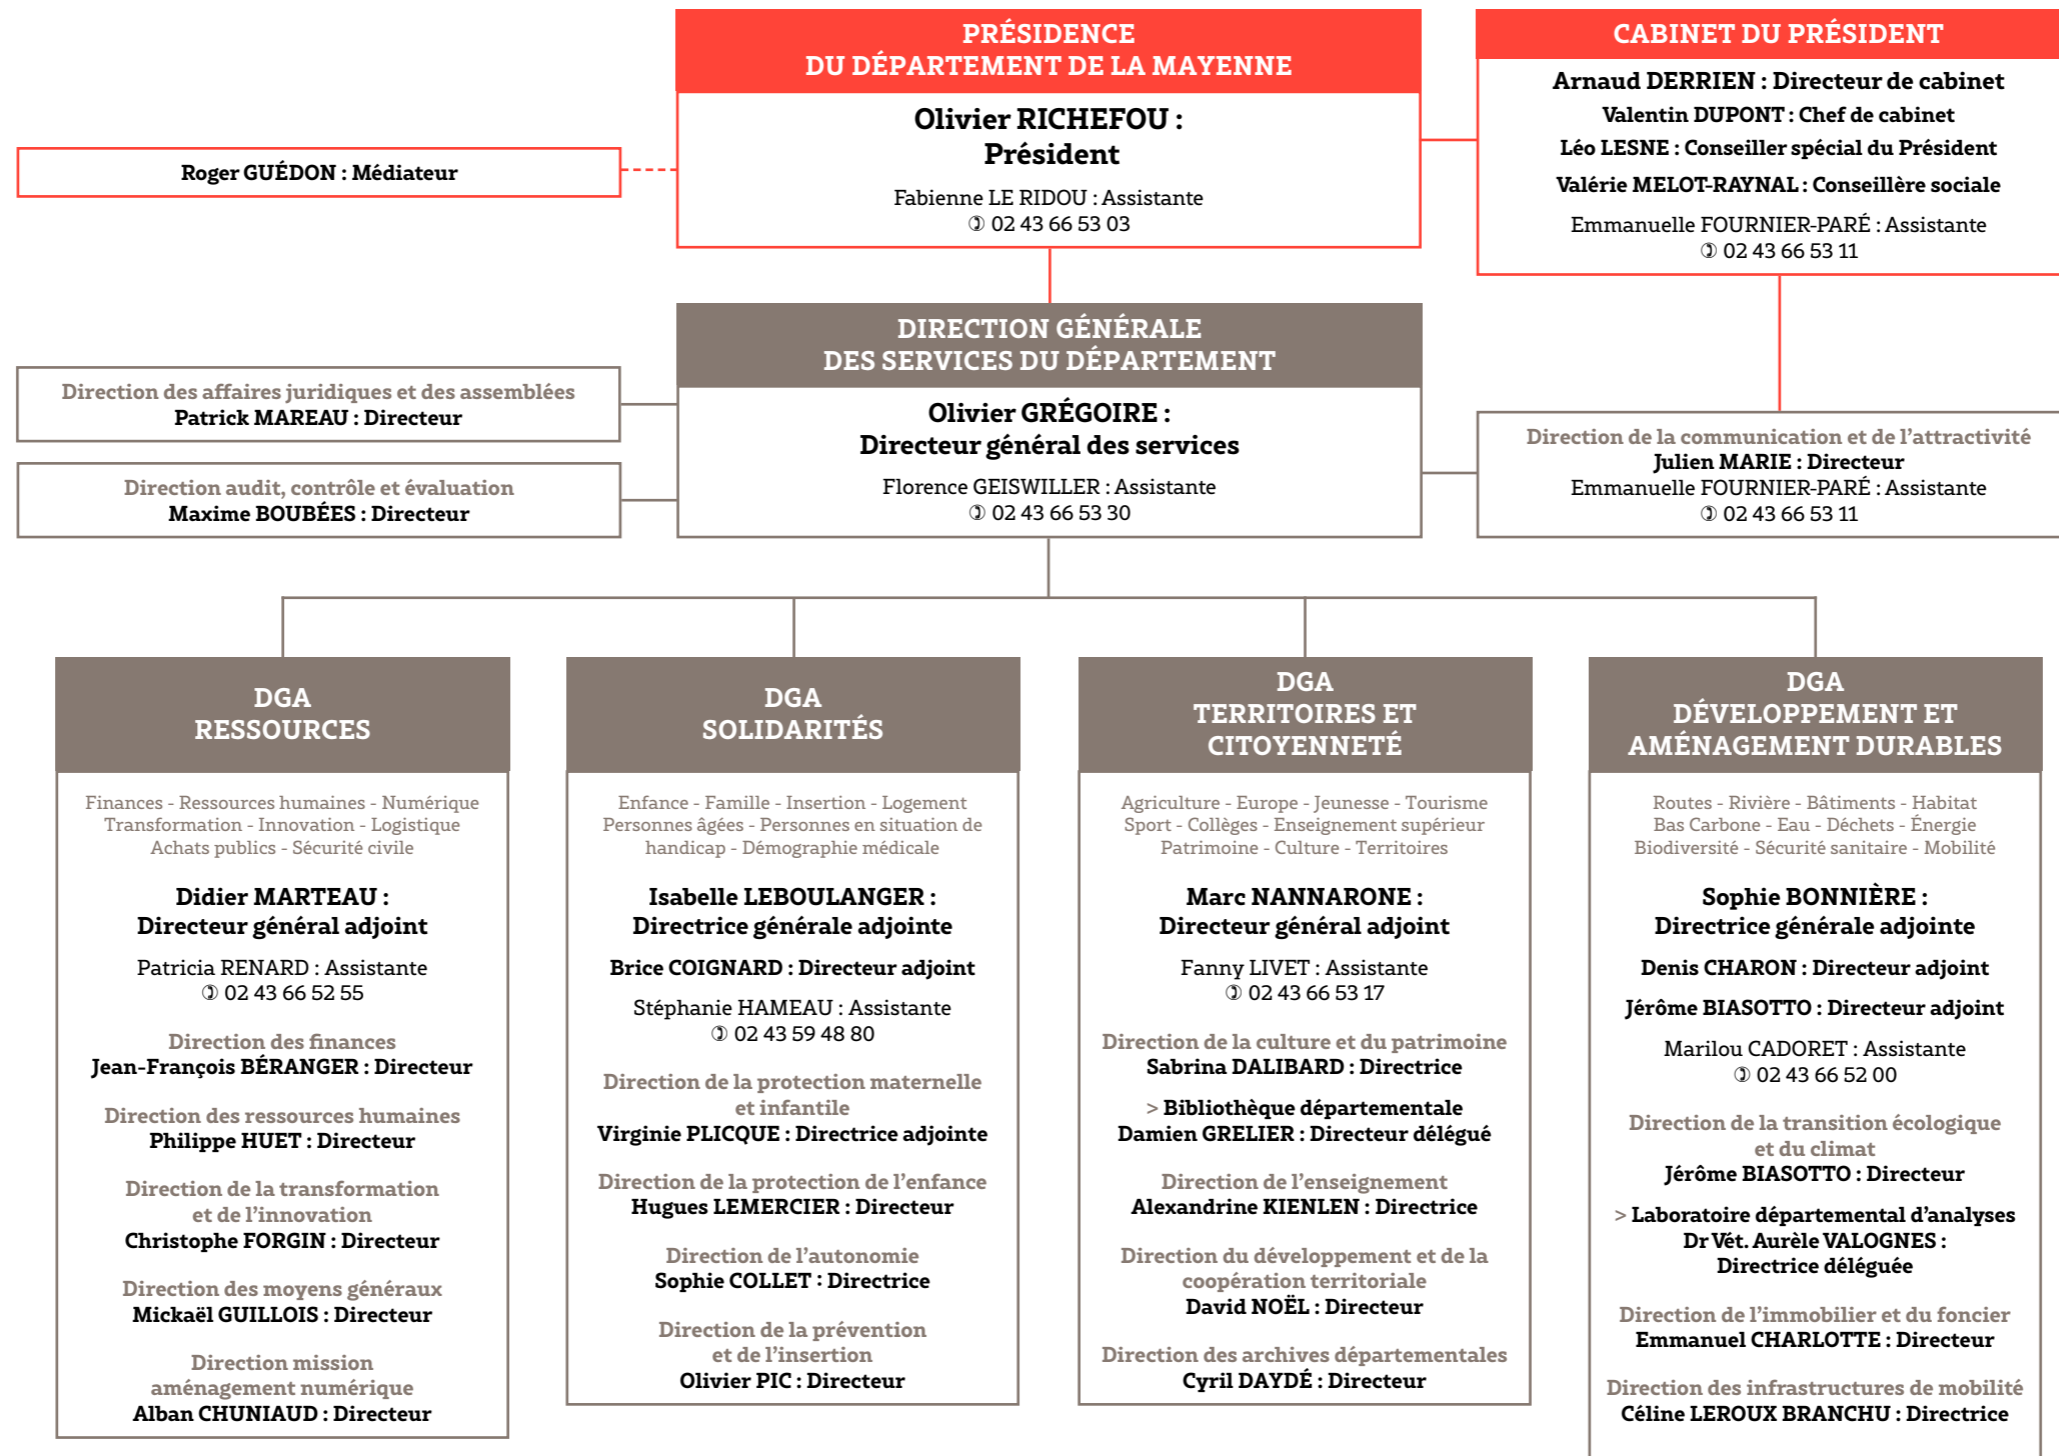 PRÉSIDENCE
DU DÉPARTEMENT DE LA MAYENNE
Olivier RICHEFOU :
Président
Fabienne LE RIDOU : Assistante
✆ 02 43 66 53 03
CABINET DU PRÉSIDENT
Arnaud DERRIEN : Directeur de cabinet
Valentin DUPONT : Chef de cabinet
Léo LESNE : Conseiller spécial du Président
Valérie MELOT-RAYNAL : Conseillère sociale
Emmanuelle FOURNIER-PARÉ : Assistante
✆ 02 43 66 53 11
Roger GUÉDON : Médiateur
DIRECTION GÉNÉRALE
DES SERVICES DU DÉPARTEMENT
Olivier GRÉGOIRE :
Directeur général des services
Florence GEISWILLER : Assistante
✆ 02 43 66 53 30
Direction des affaires juridiques et des assemblées
Patrick MAREAU : Directeur
Direction audit, contrôle et évaluation
Maxime BOUBÉES : Directeur
Direction de la communication et de l’attractivité
Julien MARIE : Directeur
Emmanuelle FOURNIER-PARÉ : Assistante
✆ 02 43 66 53 11
DGA
RESSOURCES
Finances - Ressources humaines - Numérique
Transformation - Innovation - Logistique
Achats publics - Sécurité civile
Didier MARTEAU :
Directeur général adjoint
Patricia RENARD : Assistante
✆ 02 43 66 52 55
Direction des finances
Jean-François BÉRANGER : Directeur
Direction des ressources humaines
Philippe HUET : Directeur
Direction de la transformation
et de l’innovation
Christophe FORGIN : Directeur
Direction des moyens généraux
Mickaël GUILLOIS : Directeur
Direction mission
aménagement numérique
Alban CHUNIAUD : Directeur
DGA
SOLIDARITÉS
Enfance - Famille - Insertion - Logement
Personnes âgées - Personnes en situation de
handicap - Démographie médicale
Isabelle LEBOULANGER :
Directrice générale adjointe
Brice COIGNARD : Directeur adjoint
Stéphanie HAMEAU : Assistante
✆ 02 43 59 48 80
Direction de la protection maternelle
et infantile
Virginie PLICQUE : Directrice adjointe
Direction de la protection de l’enfance
Hugues LEMERCIER : Directeur
Direction de l’autonomie
Sophie COLLET : Directrice
Direction de la prévention
et de l’insertion
Olivier PIC : Directeur
DGA
TERRITOIRES ET
CITOYENNETÉ
Agriculture - Europe - Jeunesse - Tourisme
Sport - Collèges - Enseignement supérieur
Patrimoine - Culture - Territoires
Marc NANNARONE :
Directeur général adjoint
Fanny LIVET : Assistante
✆ 02 43 66 53 17
Direction de la culture et du patrimoine
Sabrina DALIBARD : Directrice
> Bibliothèque départementale
Damien GRELIER : Directeur délégué
Direction de l’enseignement
Alexandrine KIENLEN : Directrice
Direction du développement et de la
coopération territoriale
David NOËL : Directeur
Direction des archives départementales
Cyril DAYDÉ : Directeur
DGA
DÉVELOPPEMENT ET
AMÉNAGEMENT DURABLES
Routes - Rivière - Bâtiments - Habitat
Bas Carbone - Eau - Déchets - Énergie
Biodiversité - Sécurité sanitaire - Mobilité
Sophie BONNIÈRE :
Directrice générale adjointe
Denis CHARON : Directeur adjoint
Jérôme BIASOTTO : Directeur adjoint
Marilou CADORET : Assistante
✆ 02 43 66 52 00
Direction de la transition écologique
et du climat
Jérôme BIASOTTO : Directeur
> Laboratoire départemental d’analyses
Dr Vét. Aurèle VALOGNES :
Directrice déléguée
Direction de l’immobilier et du foncier
Emmanuel CHARLOTTE : Directeur
Direction des infrastructures de mobilité
Céline LEROUX BRANCHU : Directrice